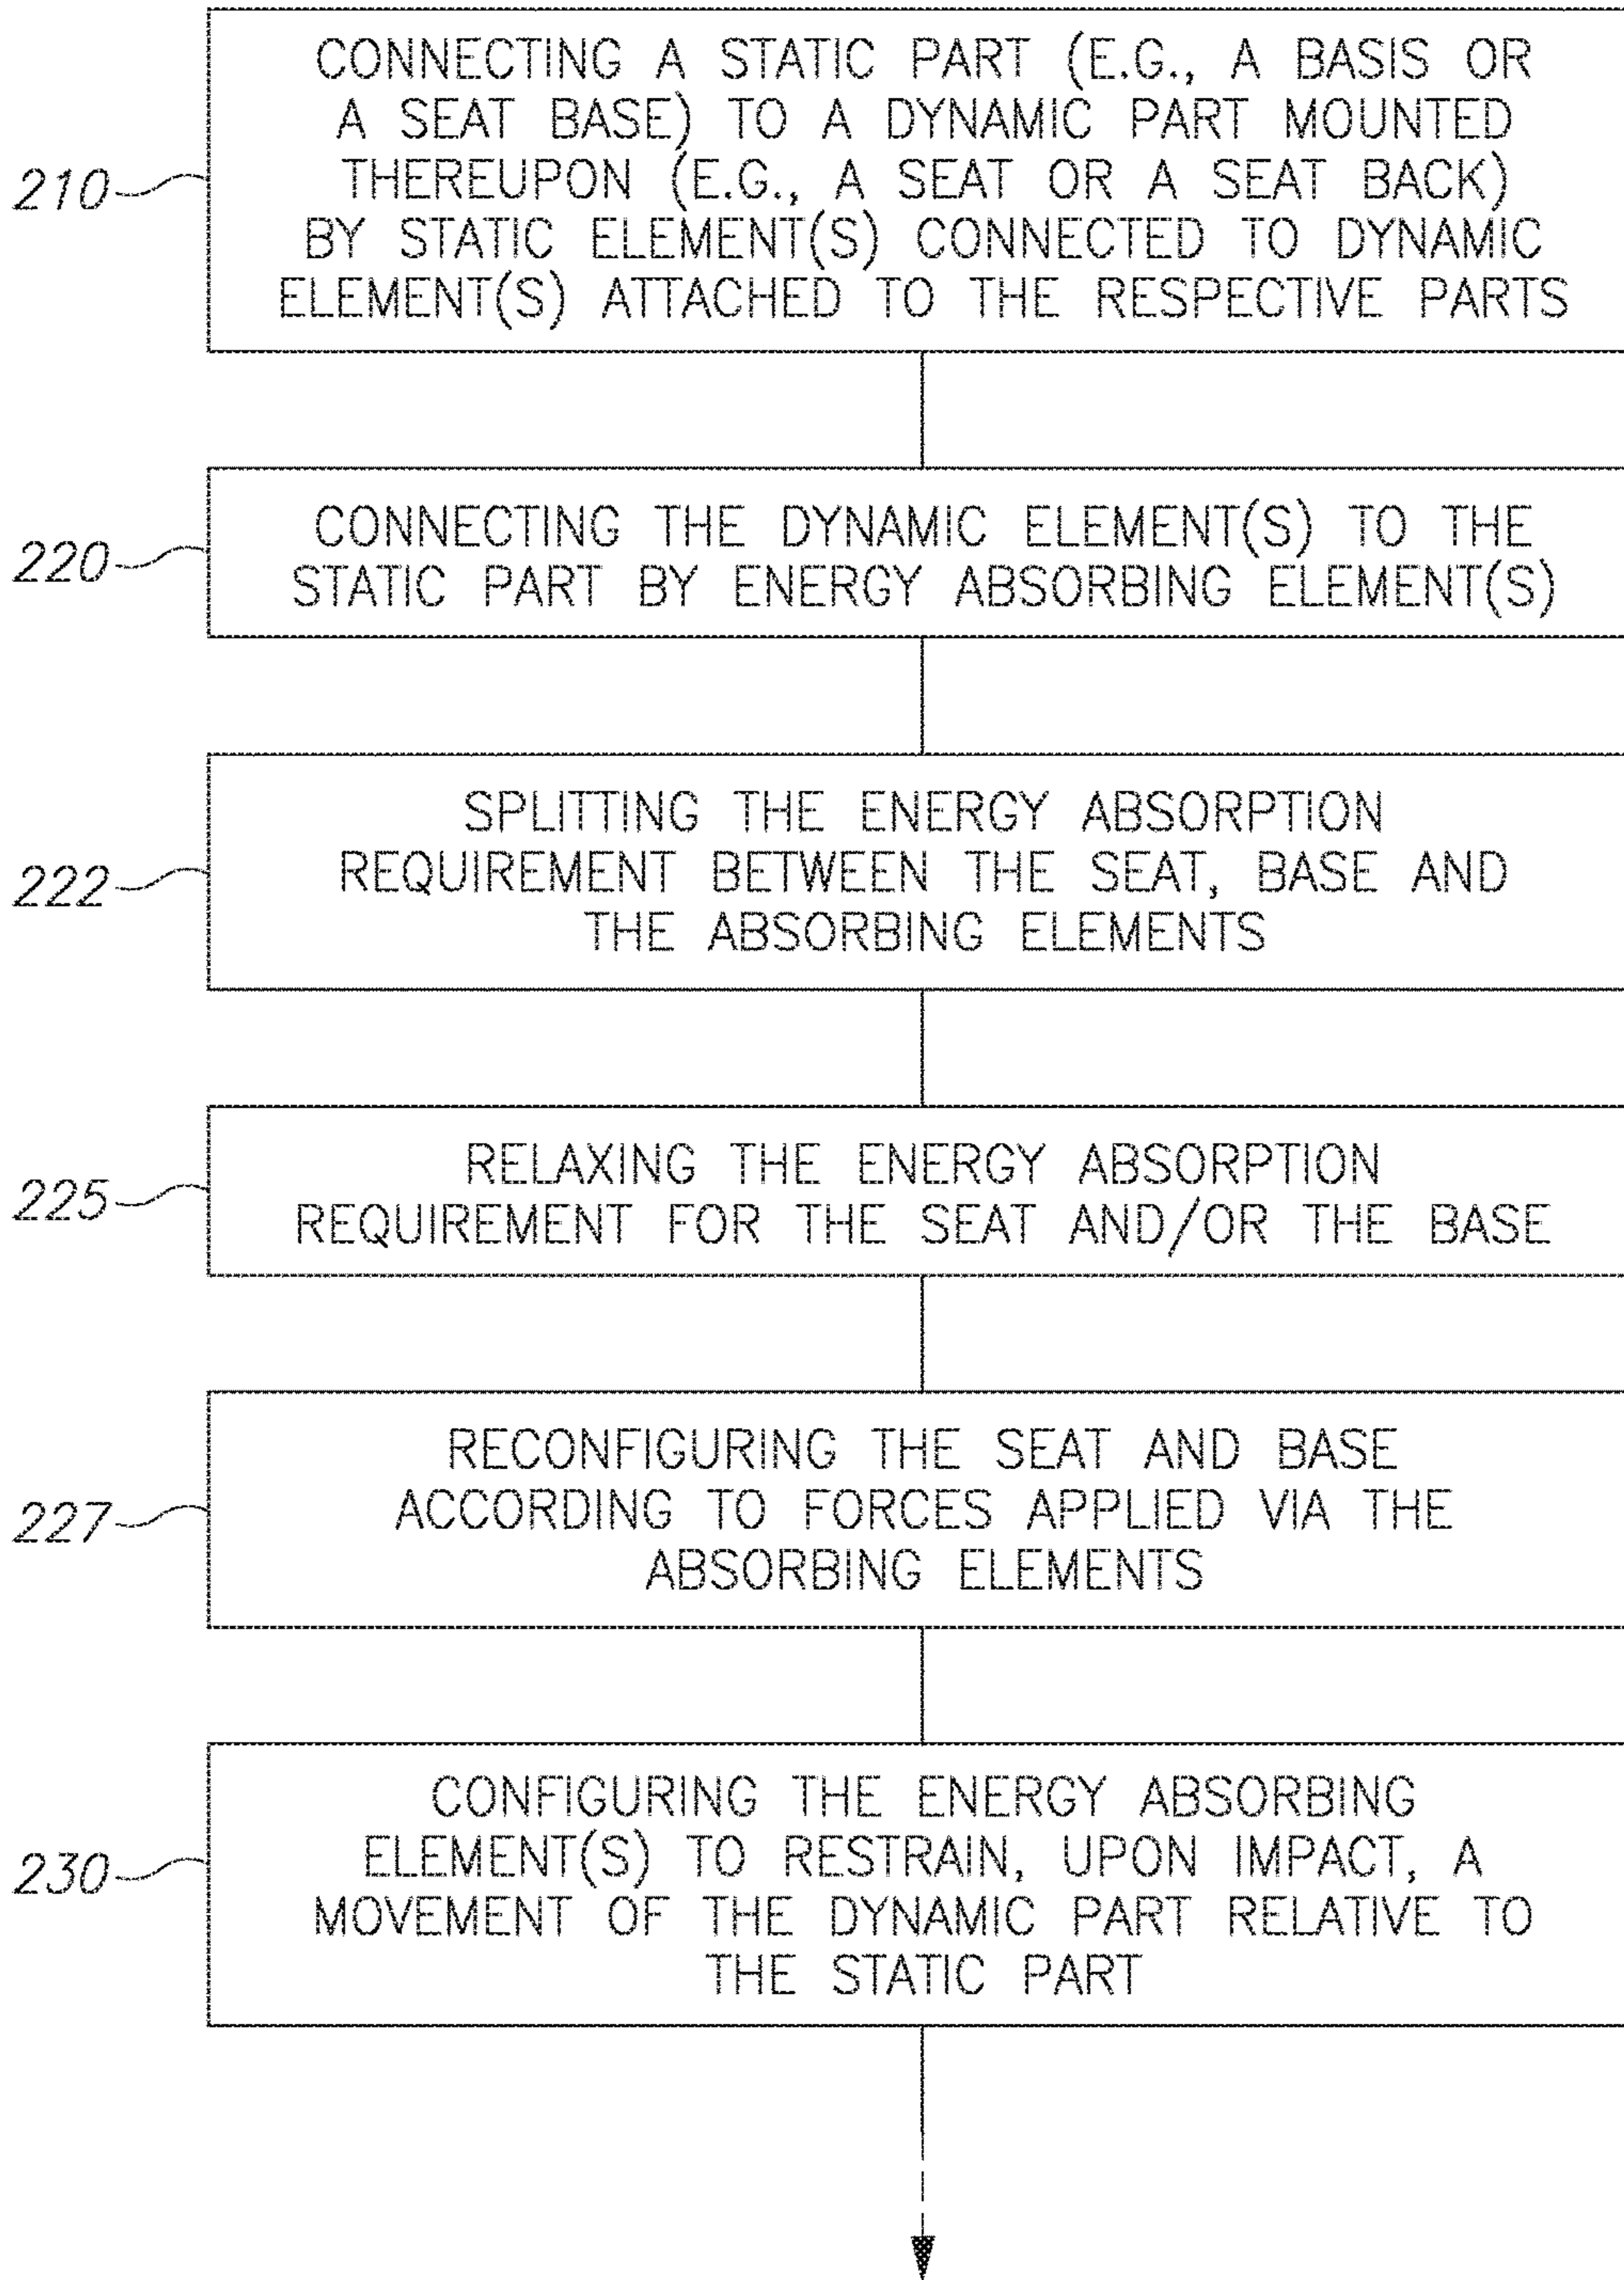 CONNECTING A STATIC PART (E.G., A BASIS OR
A SEAT BASE) TO A DYNAMIC PART MOUNTED
THEREUPON (E.G., A SEAT OR A SEAT BACK)
BY STATIC ELEMENT(S) CONNECTED TO DYNAMIC
ELEMENT(S) ATTACHED TO THE RESPECTIVE PARTS
210
CONNECTING THE DYNAMIC ELEMENT(S) TO THE
STATIC PART BY ENERGY ABSORBING ELEMENT(S)
220
SPLITTING THE ENERGY ABSORPTION
REQUIREMENT BETWEEN THE SEAT, BASE AND
THE ABSORBING ELEMENTS
222
RELAXING THE ENERGY ABSORPTION
REQUIREMENT FOR THE SEAT AND/OR THE BASE
225
RECONFIGURING THE SEAT AND BASE
ACCORDING TO FORCES APPLIED VIA THE
ABSORBING ELEMENTS
227
CONFIGURING THE ENERGY ABSORBING
ELEMENT(S) TO RESTRAIN, UPON IMPACT, A
MOVEMENT OF THE DYNAMIC PART RELATIVE TO
THE STATIC PART
230